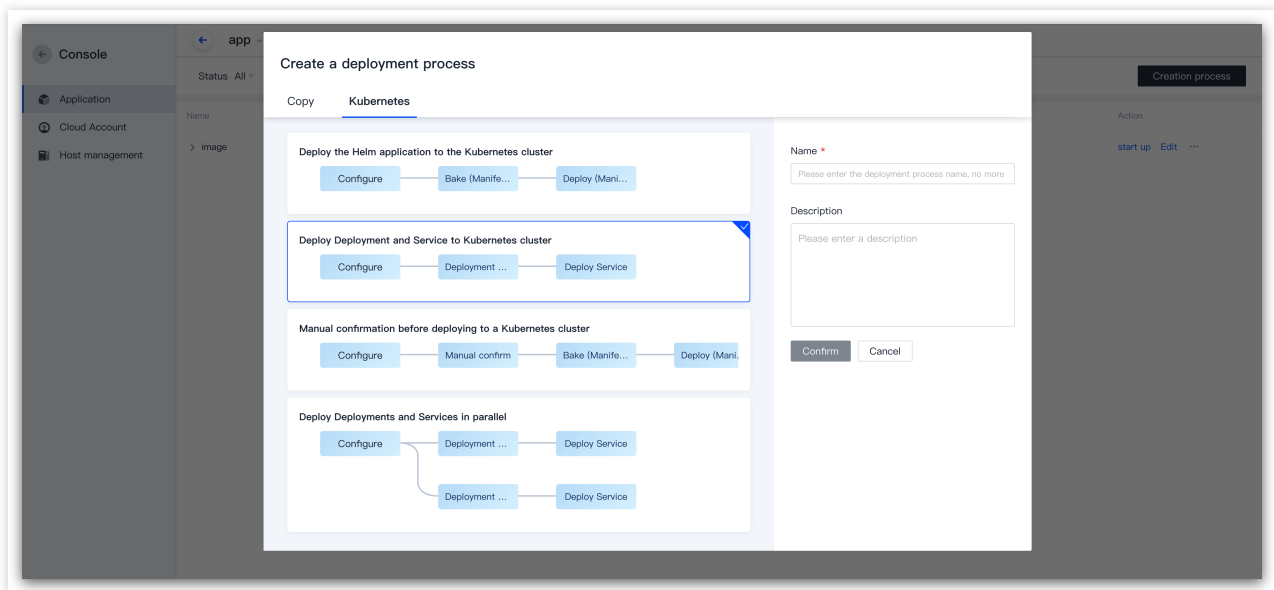 Console
Application
Cloud Account
Host management
app
Status All
Creation process
Name
Action
image
start up Edit ···
Create a deployment process
Copy Kubernetes
Deploy the Helm application to the Kubernetes cluster
Configure Bake (Manife... Deploy (Mani...
Deploy Deployment and Service to Kubernetes cluster
Configure Deployment ... Deploy Service
Manual confirmation before deploying to a Kubernetes cluster
Configure Manual confirm Bake (Manife... Deploy (Mani.
Deploy Deployments and Services in parallel
Configure Deployment ... Deploy Service
Deployment ... Deploy Service
Name *
Please enter the deployment process name, no more
Description
Please enter a description
Confirm Cancel